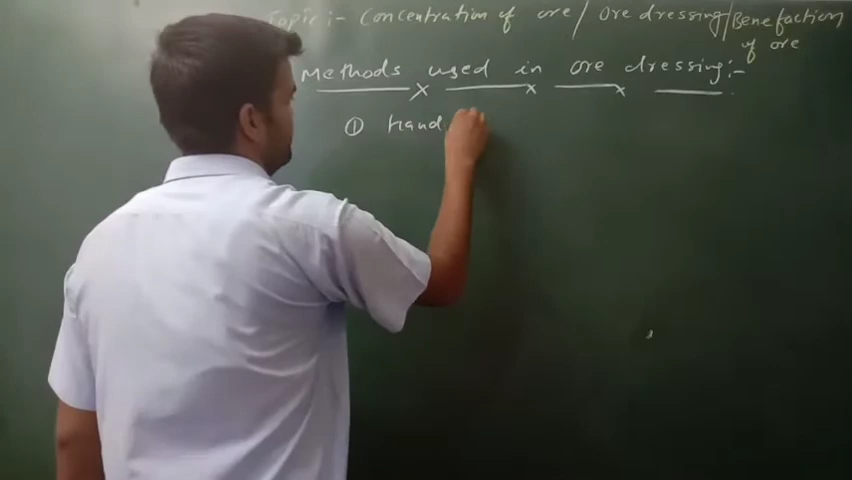 Topic :- Concentration of ore / Ore dressing / Benefaction
of ore
Methods used in ore dressing :-
① Hand